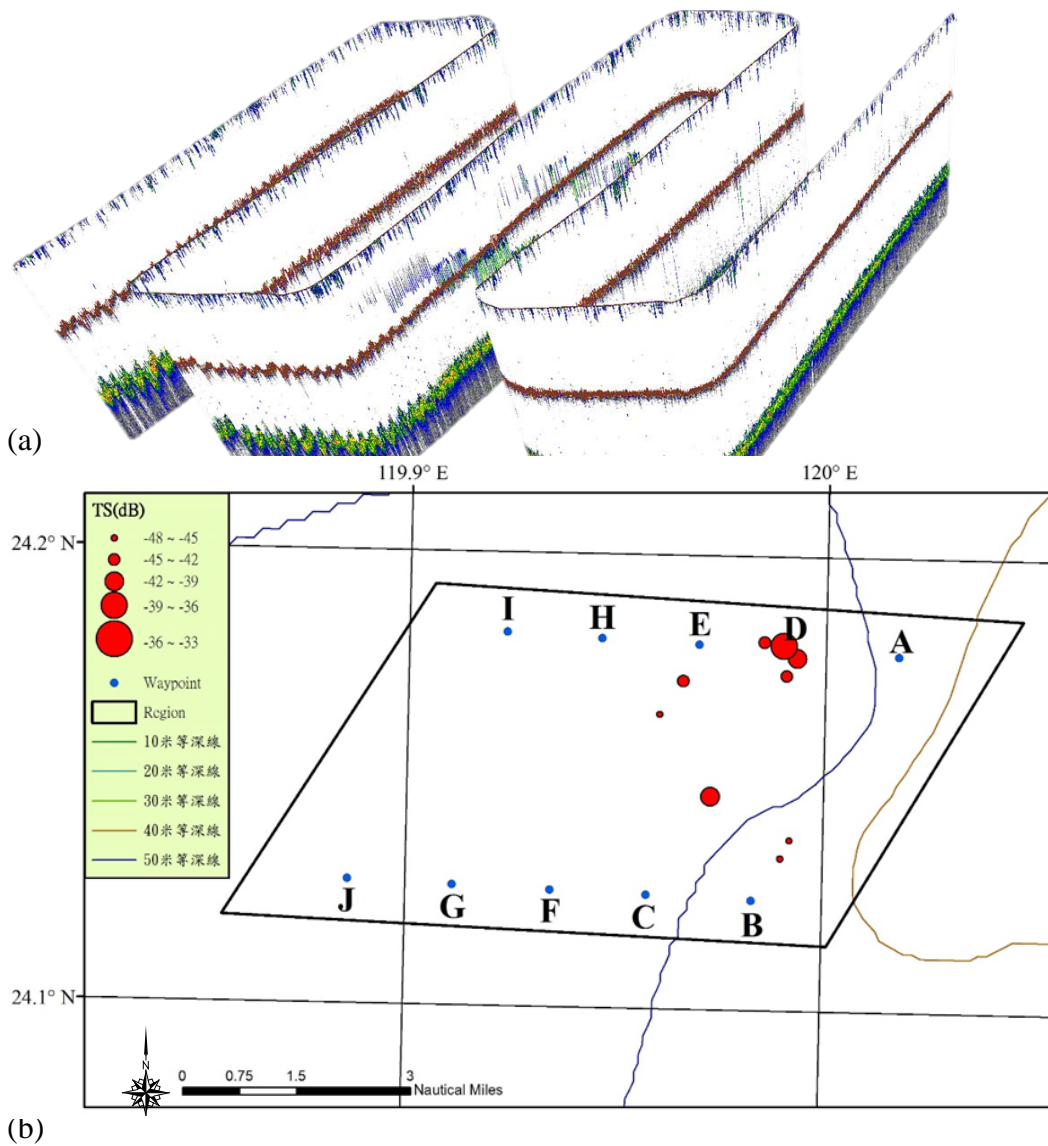 (a)
119.9° E
120° E
24.2° N
TS(dB)
-48 ~ -45
-45 ~ -42
-42 ~ -39
-39 ~ -36
-36 ~ -33
Waypoint
Region
10米等深線
20米等深線
30米等深線
40米等深線
50米等深線
I
H
E
D
A
J
G
F
C
B
24.1° N
N
0 0.75 1.5 3
Nautical Miles
(b)